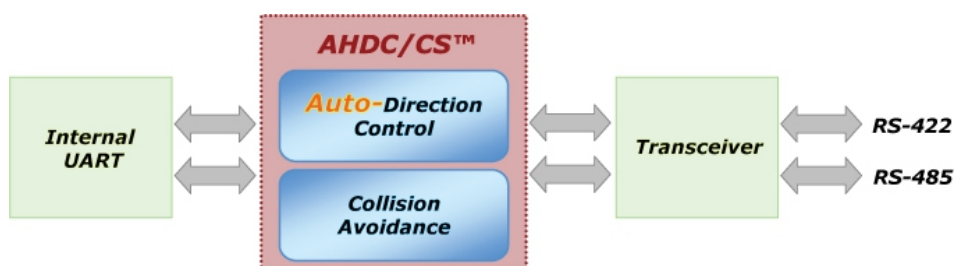 AHDC/CS™
Auto-Direction
Control
Internal
UART
Collision
Avoidance
Transceiver
RS-422
RS-485